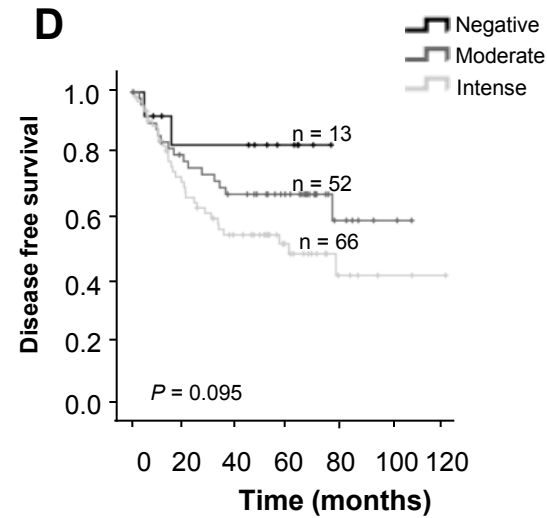 D
Negative
Moderate
Intense
Disease free survival
1.0
0.8
0.6
0.4
0.2
0.0
n = 13
n = 52
n = 66
P = 0.095
0 20 40 60 80 100 120
Time (months)